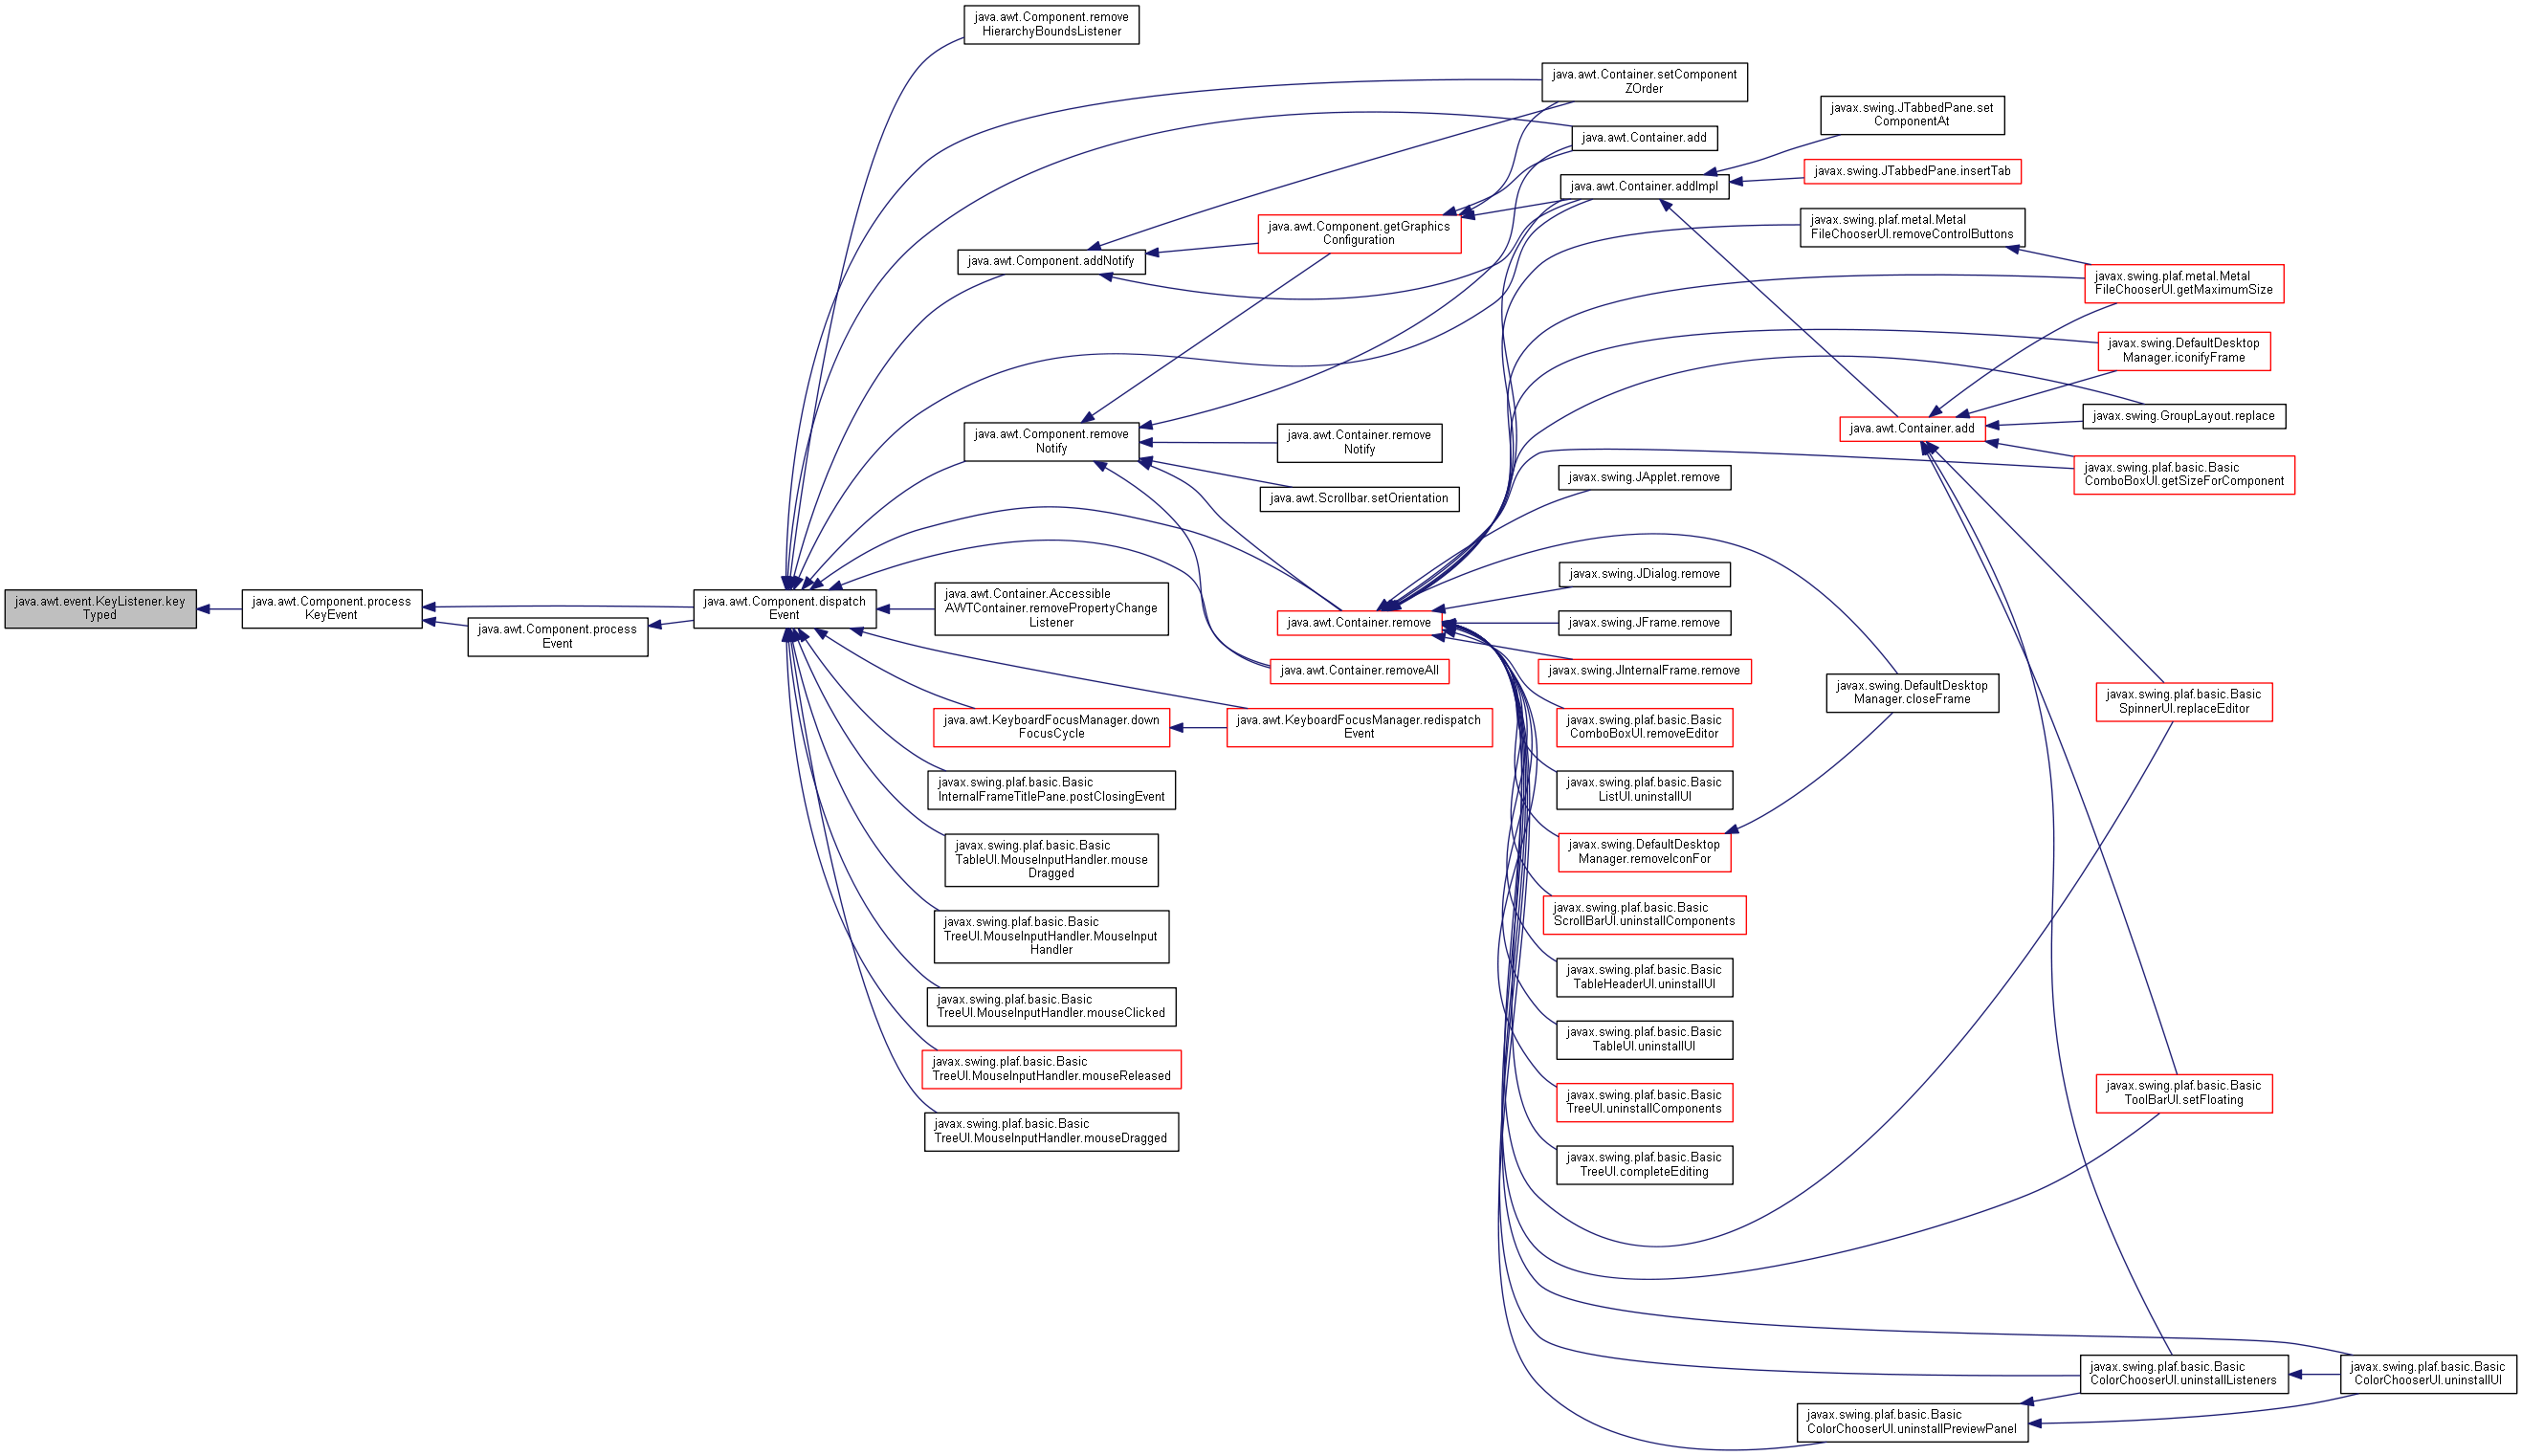 java.awt.event.KeyListener.key
Typed
java.awt.Component.process
KeyEvent
java.awt.Component.process
Event
java.awt.Component.dispatch
Event
java.awt.Component.remove
HierarchyBoundsListener
java.awt.Component.addNotify
java.awt.Component.remove
Notify
java.awt.Container.Accessible
AWTContainer.removePropertyChange
Listener
java.awt.KeyboardFocusManager.down
FocusCycle
javax.swing.plaf.basic.Basic
InternalFrameTitlePane.postClosingEvent
javax.swing.plaf.basic.Basic
TableUI.MouseInputHandler.mouse
Dragged
javax.swing.plaf.basic.Basic
TreeUI.MouseInputHandler.MouseInput
Handler
javax.swing.plaf.basic.Basic
TreeUI.MouseInputHandler.mouseClicked
javax.swing.plaf.basic.Basic
TreeUI.MouseInputHandler.mouseReleased
javax.swing.plaf.basic.Basic
TreeUI.MouseInputHandler.mouseDragged
java.awt.Component.getGraphics
Configuration
java.awt.Container.remove
Notify
java.awt.Scrollbar.setOrientation
java.awt.Container.remove
java.awt.Container.removeAll
java.awt.KeyboardFocusManager.redispatch
Event
java.awt.Container.setComponent
ZOrder
java.awt.Container.add
java.awt.Container.addImpl
javax.swing.JApplet.remove
javax.swing.JDialog.remove
javax.swing.JFrame.remove
javax.swing.JInternalFrame.remove
javax.swing.plaf.basic.Basic
ComboBoxUI.removeEditor
javax.swing.plaf.basic.Basic
ListUI.uninstallUI
javax.swing.DefaultDesktop
Manager.removeIconFor
javax.swing.plaf.basic.Basic
ScrollBarUI.uninstallComponents
javax.swing.plaf.basic.Basic
TableHeaderUI.uninstallUI
javax.swing.plaf.basic.Basic
TableUI.uninstallUI
javax.swing.plaf.basic.Basic
TreeUI.uninstallComponents
javax.swing.plaf.basic.Basic
TreeUI.completeEditing
javax.swing.JTabbedPane.set
ComponentAt
javax.swing.JTabbedPane.insertTab
javax.swing.plaf.metal.Metal
FileChooserUI.removeControlButtons
java.awt.Container.add
javax.swing.DefaultDesktop
Manager.closeFrame
javax.swing.plaf.basic.Basic
ColorChooserUI.uninstallPreviewPanel
javax.swing.plaf.metal.Metal
FileChooserUI.getMaximumSize
javax.swing.DefaultDesktop
Manager.iconifyFrame
javax.swing.GroupLayout.replace
javax.swing.plaf.basic.Basic
ComboBoxUI.getSizeForComponent
javax.swing.plaf.basic.Basic
SpinnerUI.replaceEditor
javax.swing.plaf.basic.Basic
ToolBarUI.setFloating
javax.swing.plaf.basic.Basic
ColorChooserUI.uninstallListeners
javax.swing.plaf.basic.Basic
ColorChooserUI.uninstallUI